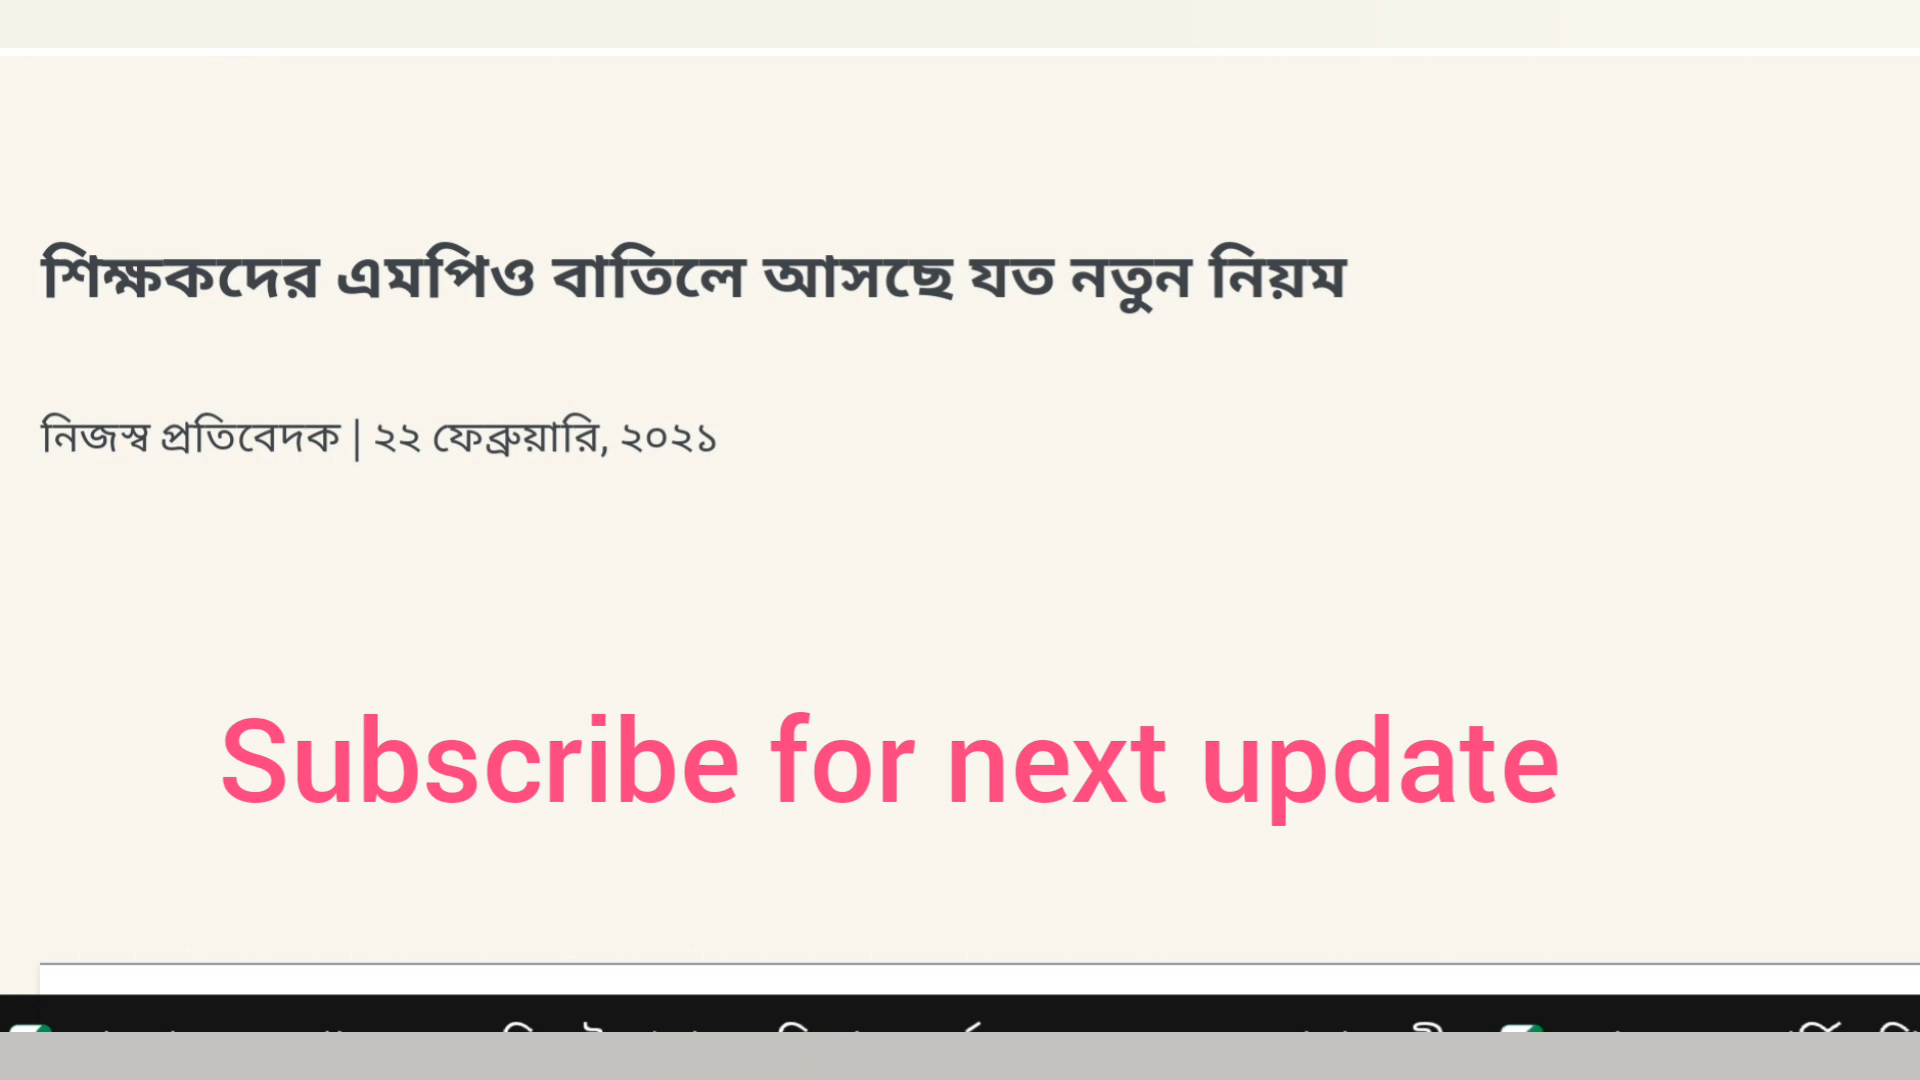 শিক্ষকদের এমপিও বাতিলে আসছে যত নতুন নিয়ম
নিজস্ব প্রতিবেদক | ২২ ফেব্রুয়ারি, ২০২১
Subscribe for next update